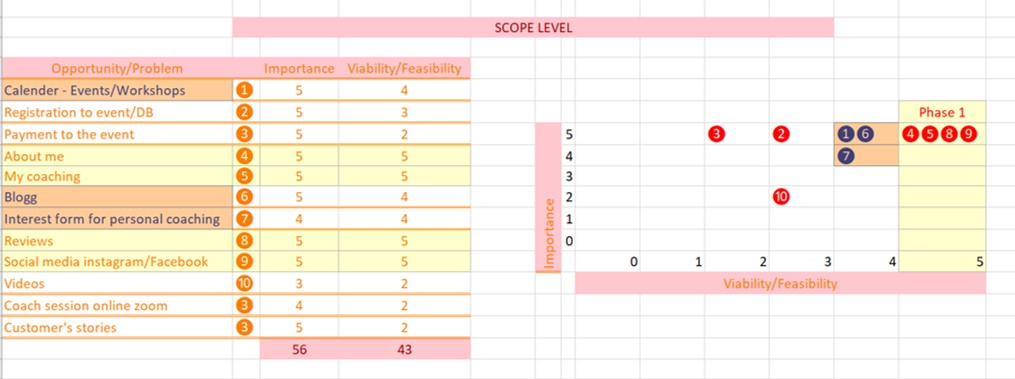 SCOPE LEVEL
Opportunity/Problem Importance Viability/Feasibility
Calender - Events/Workshops 1 5 4
Registration to event/DB 2 5 3
Payment to the event 3 5 2
About me 4 5 5
My coaching 5 5 5
Blogg 6 5 4
Interest form for personal coaching 7 4 4
Reviews 8 5 5
Social media instagram/Facebook 9 5 5
Videos 10 3 2
Coach session online zoom 3 4 2
Customer's stories 3 5 2
56 43
Phase 1
5 3 2 1 6 4 5 8 9
4 7
3
2 10
1
0
Importance
0 1 2 3 4 5
Viability/Feasibility